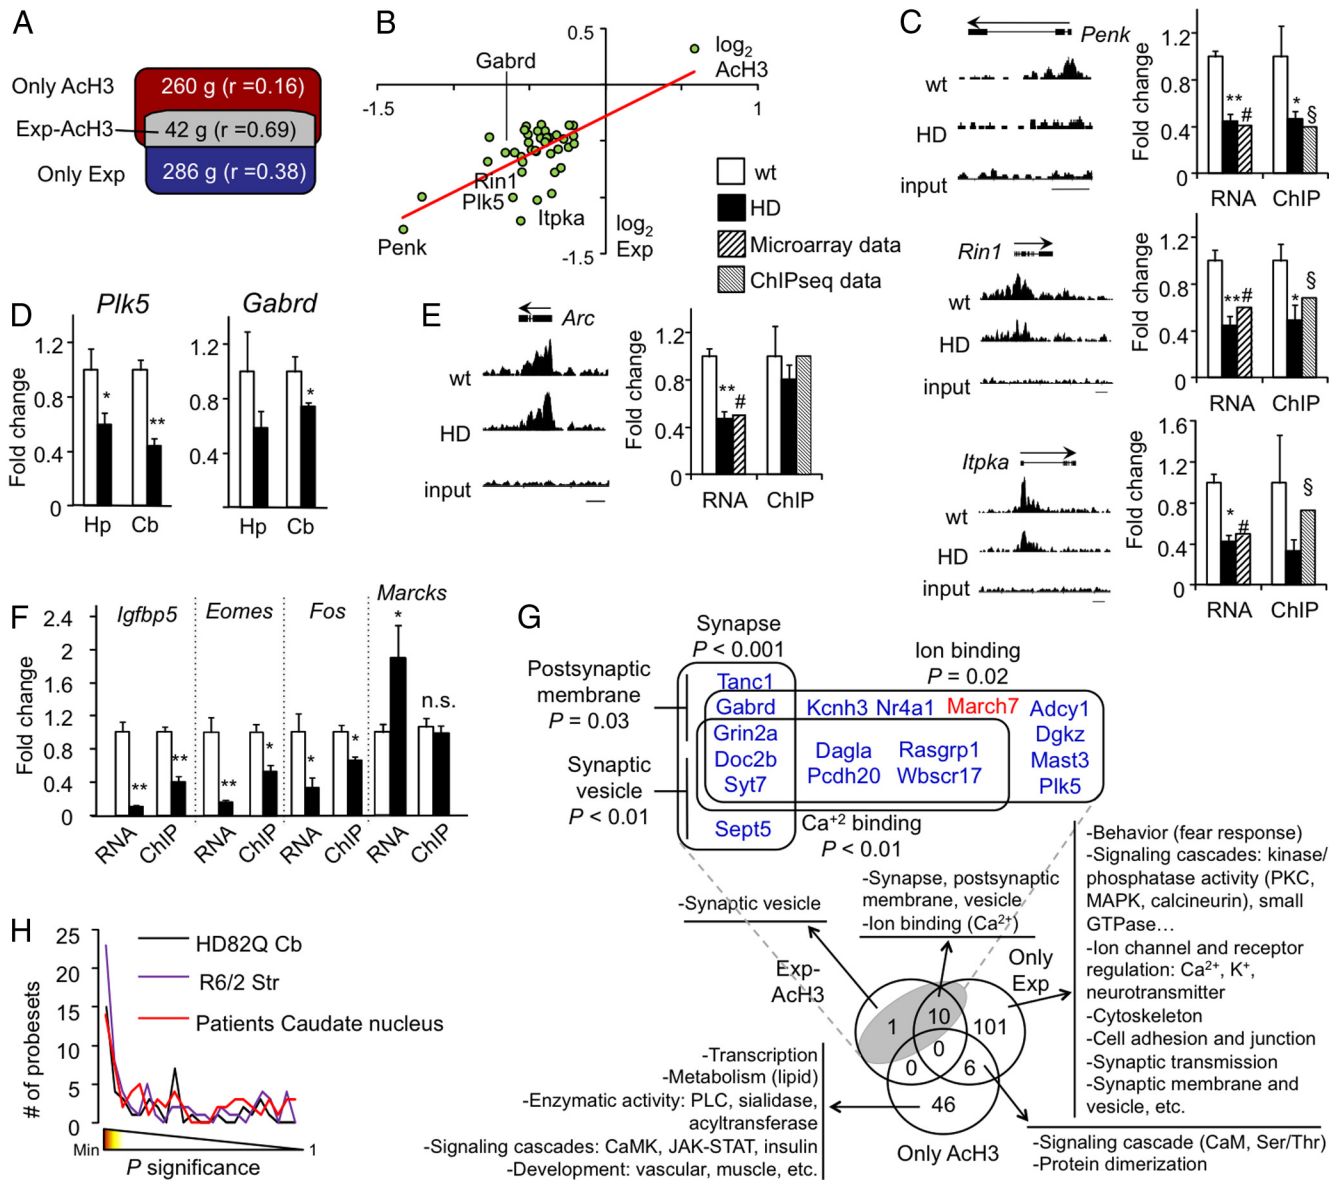 A
Only AcH3
260 g (r =0.16)
Exp-AcH3
42 g (r =0.69)
Only Exp
286 g (r =0.38)
B
0.5
log2
AcH3
Gabrd
-1.5
1
Rin1
Plk5
Itpka
Penk
log2
Exp
-1.5
wt
HD
Microarray data
ChIPseq data
C
Penk
wt
HD
input
Fold change
1.2
0.8
0.4
0
** # * §
RNA ChIP
Rin1
wt
HD
input
Fold change
1.2
0.8
0.4
0
** # * §
RNA ChIP
Itpka
wt
HD
input
Fold change
1.6
1.2
0.8
0.4
0
* # §
RNA ChIP
D
Plk5
Gabrd
Fold change
1.2
0.8
0.4
0
* **
Hp Cb
1.2
0.8
0.4
*
Hp Cb
E
Arc
wt
HD
input
Fold change
1.2
0.8
0.4
0
** #
RNA ChIP
F
Fold change
2.4
2
1.6
1.2
0.8
0.4
0
Igfbp5
Eomes
Fos
Marcks
** ** ** * * * * n.s.
RNA ChIP RNA ChIP RNA ChIP RNA ChIP
G
Synapse
P < 0.001
Postsynaptic
membrane
P = 0.03
Synaptic
vesicle
P < 0.01
Ion binding
P = 0.02
Tanc1
Gabrd Kcnh3 Nr4a1 March7 Adcy1
Grin2a Dgkz
Doc2b Dagla Rasgrp1 Mast3
Syt7 Pcdh20 Wbscr17 Plk5
Sept5
Ca+2 binding
P < 0.01
-Synaptic vesicle
-Synapse, postsynaptic
membrane, vesicle
-Ion binding (Ca2+)
-Behavior (fear response)
-Signaling cascades: kinase/
phosphatase activity (PKC,
MAPK, calcineurin), small
GTPase…
-Ion channel and receptor
regulation: Ca2+, K+,
neurotransmitter
-Cytoskeleton
-Cell adhesion and junction
-Synaptic transmission
-Synaptic membrane and
vesicle, etc.
Exp-
AcH3
Only
Exp
1 10 101
0
0 6
46
Only AcH3
-Transcription
-Metabolism (lipid)
-Enzymatic activity: PLC, sialidase,
acyltransferase
-Signaling cascades: CaMK, JAK-STAT, insulin
-Development: vascular, muscle, etc.
-Signaling cascade (CaM, Ser/Thr)
-Protein dimerization
H
# of probesets
25
20
15
10
5
0
HD82Q Cb
R6/2 Str
Patients Caudate nucleus
Min
1
P significance